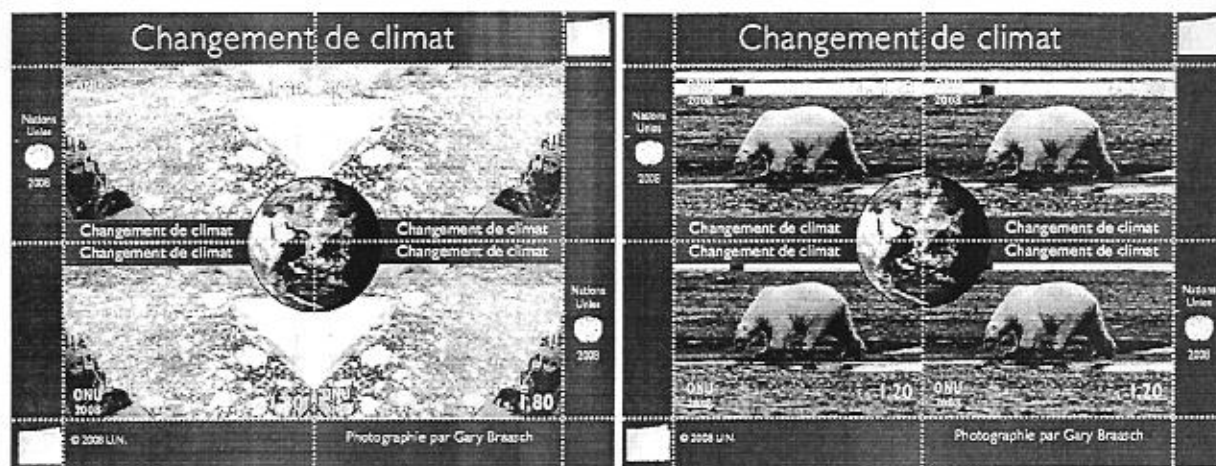 Changement de climat
Nations
Unies
2008
Changement de climat
Changement de climat
Changement de climat
Changement de climat
Nations
Unies
2008
ONU
2008
ONU
1.80
© 2008 U.N.
Photographie par Gary Braasch
Changement de climat
ONU
2008
ONU
2008
Nations
Unies
2008
Changement de climat
Changement de climat
Changement de climat
Changement de climat
Nations
Unies
2008
ONU
2008
1.20
ONU
2008
1.20
© 2008 U.N.
Photographie par Gary Braasch